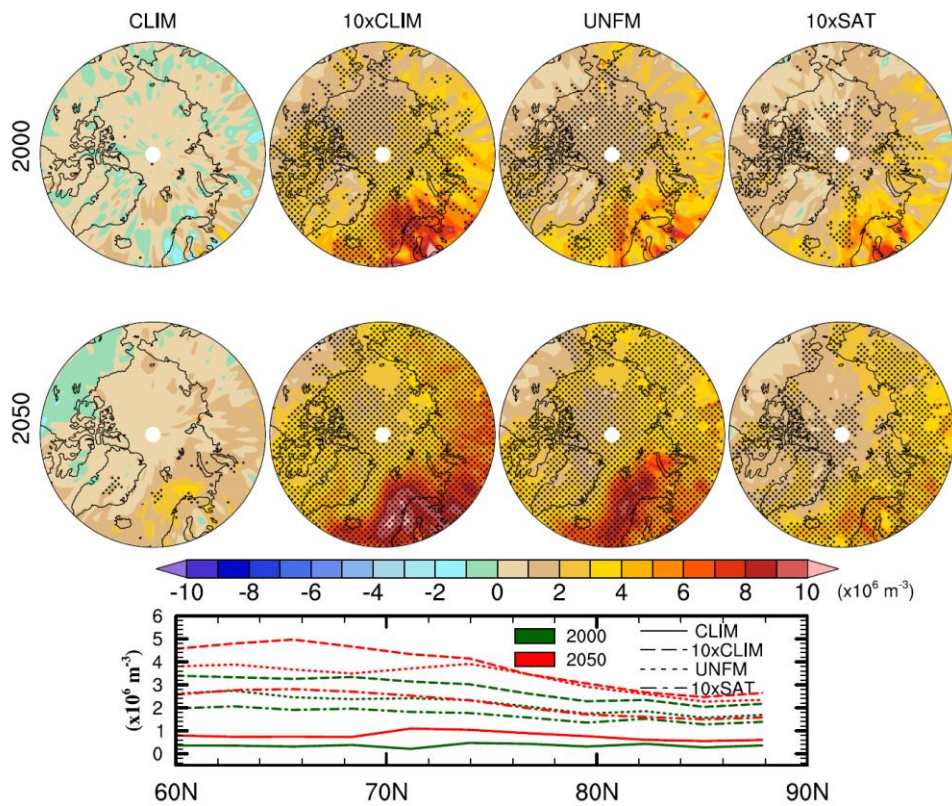 CLIM 10xCLIM UNFM 10xSAT
2000
2050
-10 -8 -6 -4 -2 0 2 4 6 8 10 (x10⁶ m⁻³)
6
5
4
3
2
1
0
(x10⁶ m⁻³)
2000
2050
CLIM
10xCLIM
UNFM
10xSAT
60N 70N 80N 90N